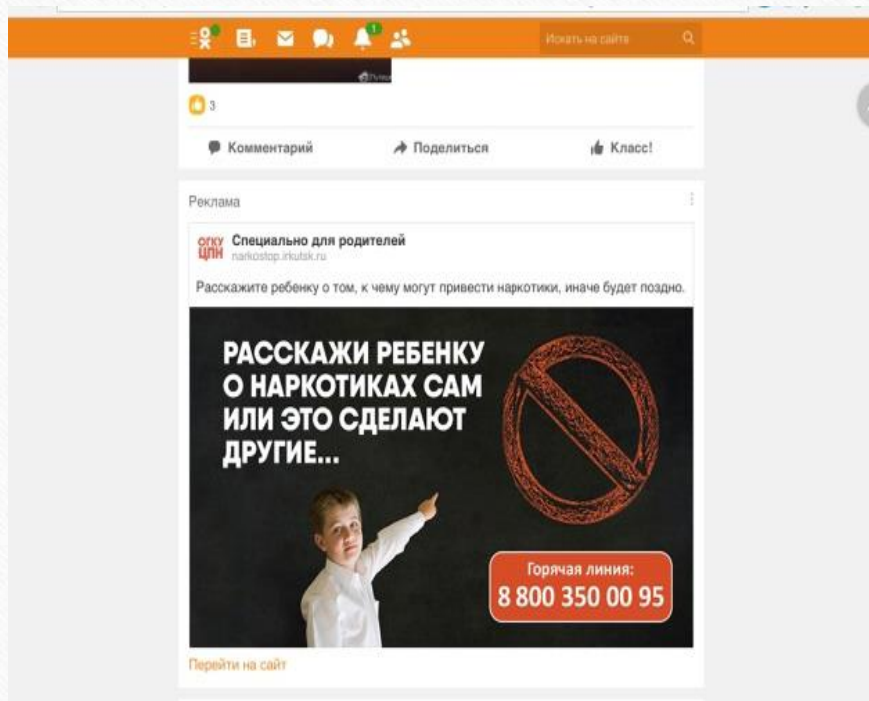 1
Искать на сайте
3
Комментарий Поделиться Класс!
Реклама
ОГКУ ЦПН
Специально для родителей
narkostop.irkutsk.ru
Расскажите ребенку о том, к чему могут привести наркотики, иначе будет поздно.
РАССКАЖИ РЕБЕНКУ
О НАРКОТИКАХ САМ
ИЛИ ЭТО СДЕЛАЮТ
ДРУГИЕ...
Горячая линия:
8 800 350 00 95
Перейти на сайт